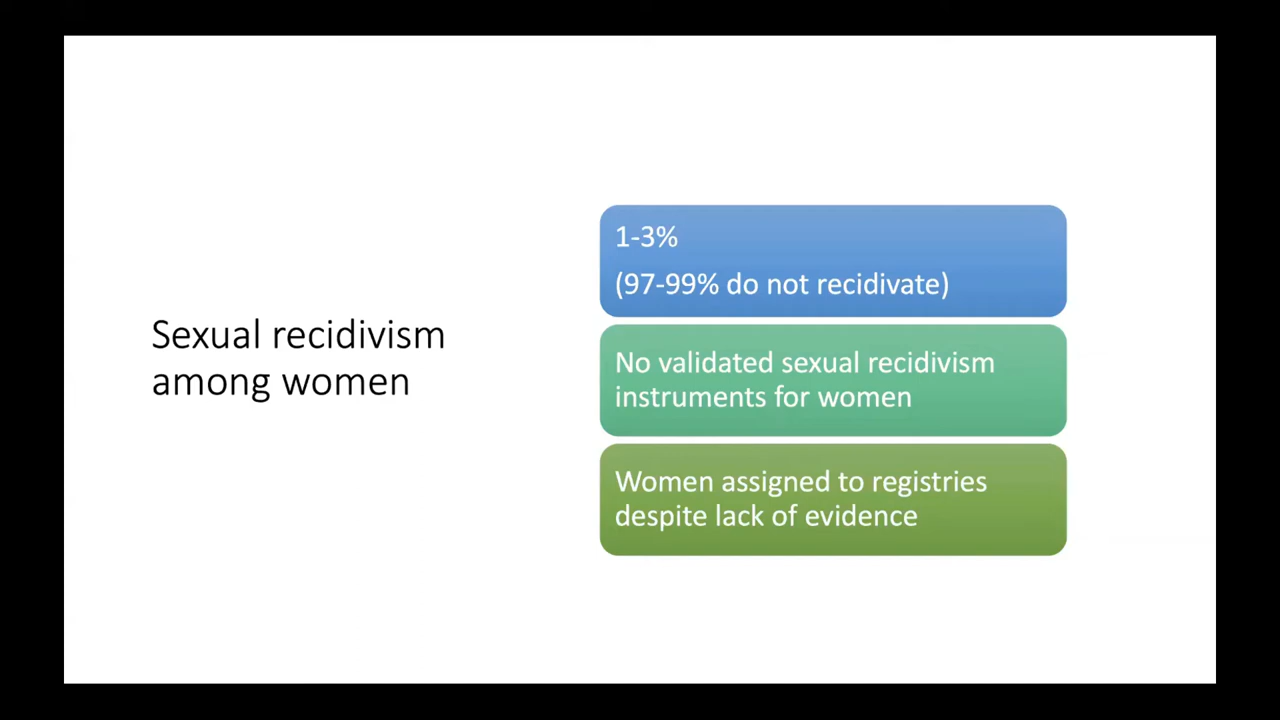 Sexual recidivism
among women
1-3%
(97-99% do not recidivate)
No validated sexual recidivism
instruments for women
Women assigned to registries
despite lack of evidence